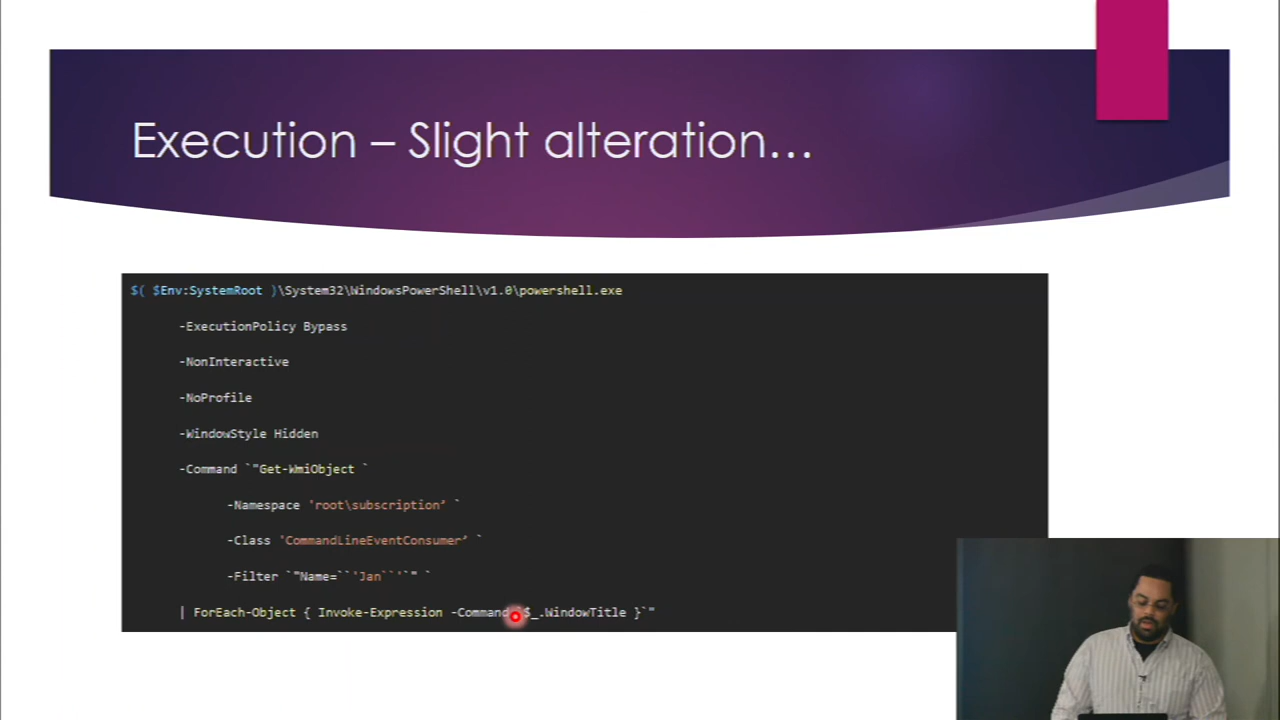 Execution – Slight alteration…
$( $Env:SystemRoot )\System32\WindowsPowerShell\v1.0\powershell.exe
-ExecutionPolicy Bypass
-NonInteractive
-NoProfile
-WindowStyle Hidden
-Command `"Get-WmiObject `
-Namespace 'root\subscription’ `
-Class ‘CommandLineEventConsumer’ `
-Filter `"Name=``'Jan``'`" `
| ForEach-Object { Invoke-Expression -Command $_.WindowTitle }`"